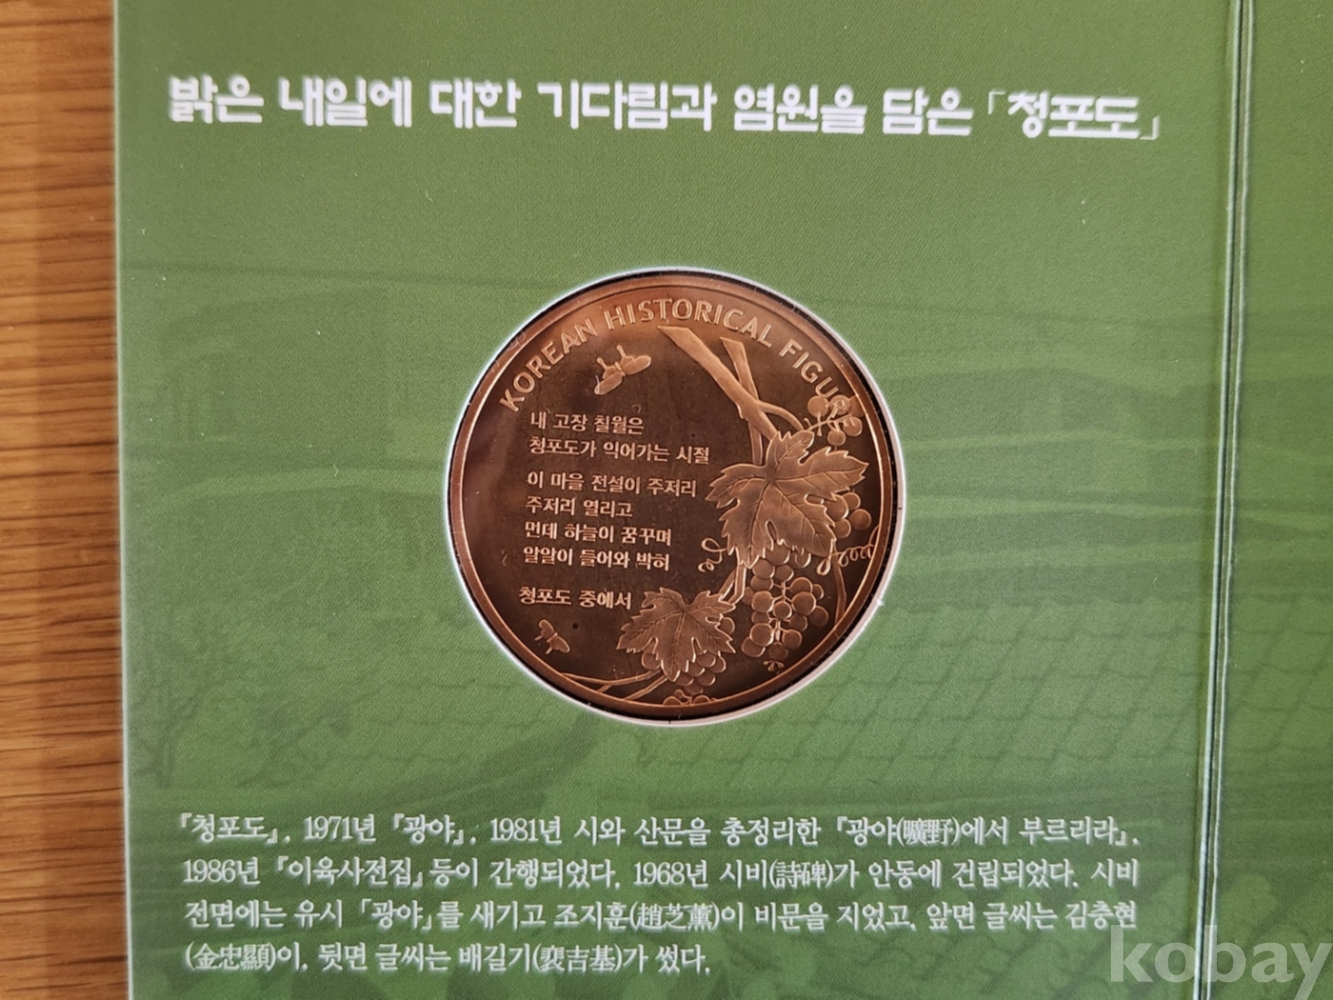 밝은 내일에 대한 기다림과 염원을 담은 「청포도」
KOREAN HISTORICAL FIGURE
내 고장 칠월은
청포도가 익어가는 시절
이 마을 전설이 주저리
주저리 열리고
먼데 하늘이 꿈꾸며
알알이 들어와 박혀
청포도 중에서
『청포도』, 1971년 『광야』, 1981년 시와 산문을 총정리한 『광야(曠野)에서 부르리라』,
1986년 『이육사전집』 등이 간행되었다. 1968년 시비(詩碑)가 안동에 건립되었다. 시비
전면에는 유시 「광야」를 새기고 조지훈(趙芝薰)이 비문을 지었고, 앞면 글씨는 김충현
(金忠顯)이, 뒷면 글씨는 배길기(裵吉基)가 썼다.
kobay